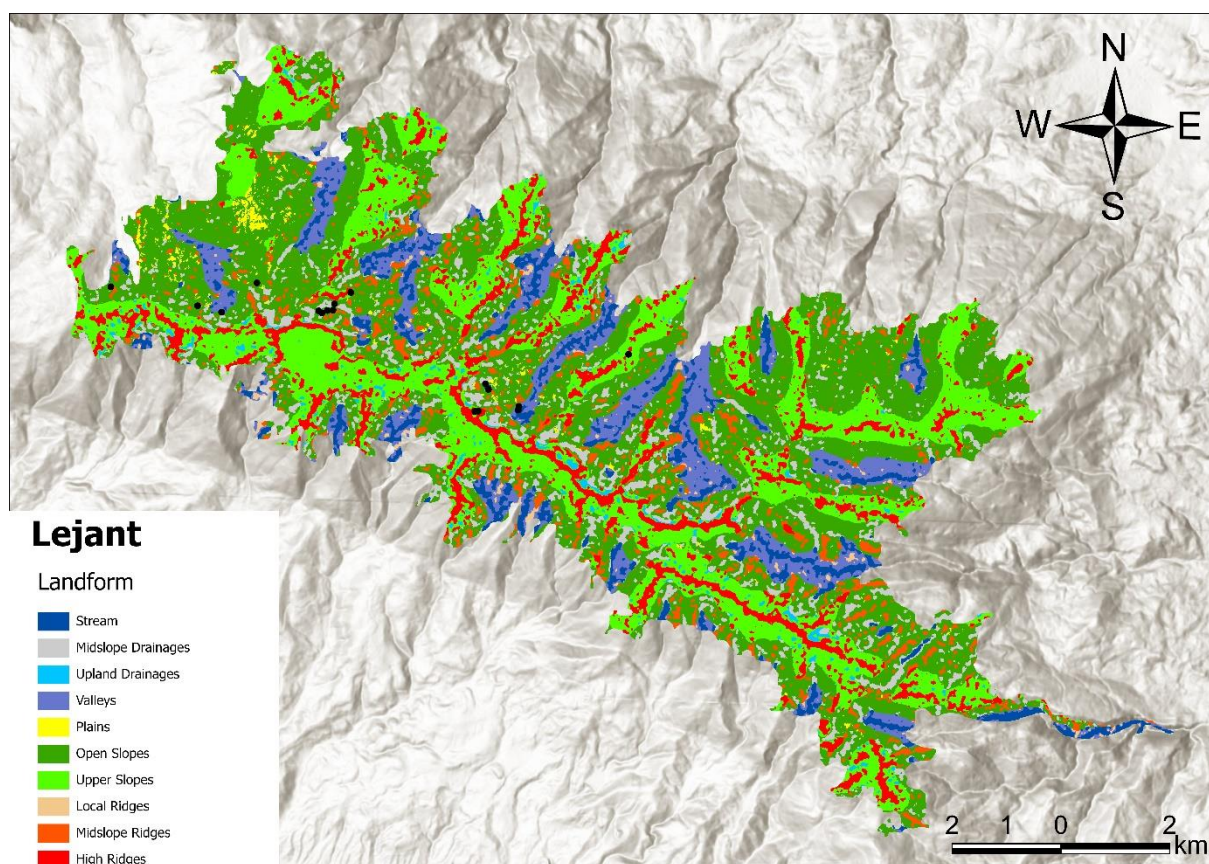 N
W E
S
Lejant
Landform
Stream
Midslope Drainages
Upland Drainages
Valleys
Plains
Open Slopes
Upper Slopes
Local Ridges
Midslope Ridges
High Ridges
2 1 0 2
km